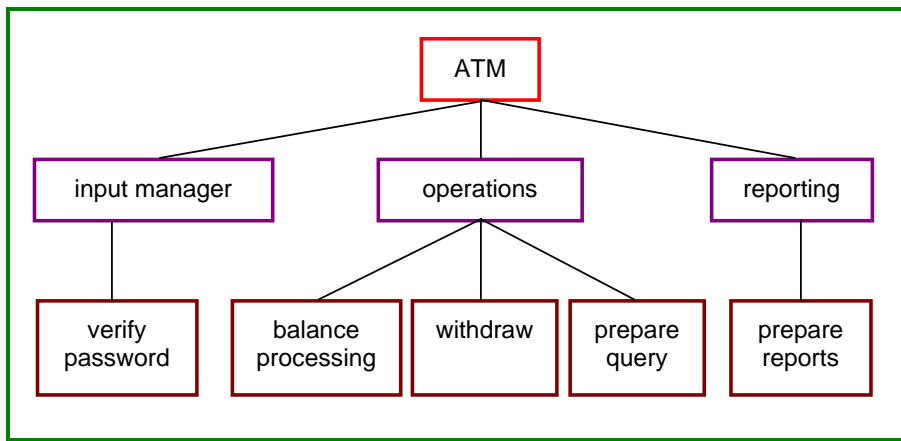 ATM
input manager
operations
reporting
verify
password
balance
processing
withdraw
prepare
query
prepare
reports